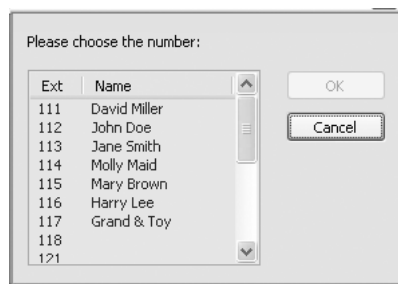 Please choose the number:
Ext Name
111 David Miller
112 John Doe
113 Jane Smith
114 Molly Maid
115 Mary Brown
116 Harry Lee
117 Grand & Toy
118
121
OK
Cancel